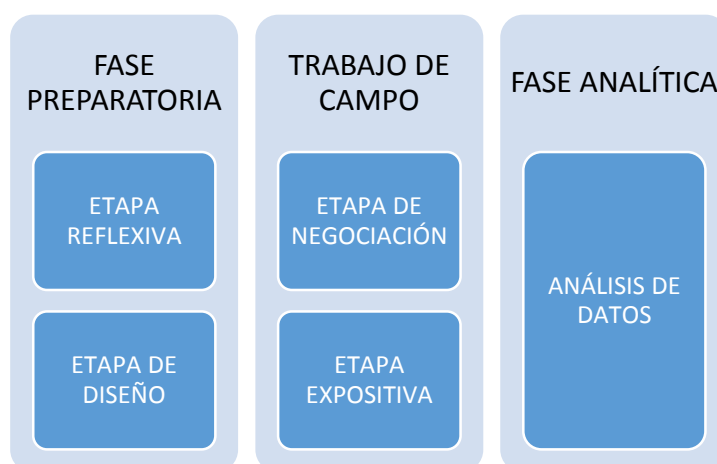 FASE
PREPARATORIA
ETAPA
REFLEXIVA
ETAPA DE
DISEÑO
TRABAJO DE
CAMPO
ETAPA DE
NEGOCIACIÓN
ETAPA
EXPOSITIVA
FASE ANALÍTICA
ANÁLISIS DE
DATOS